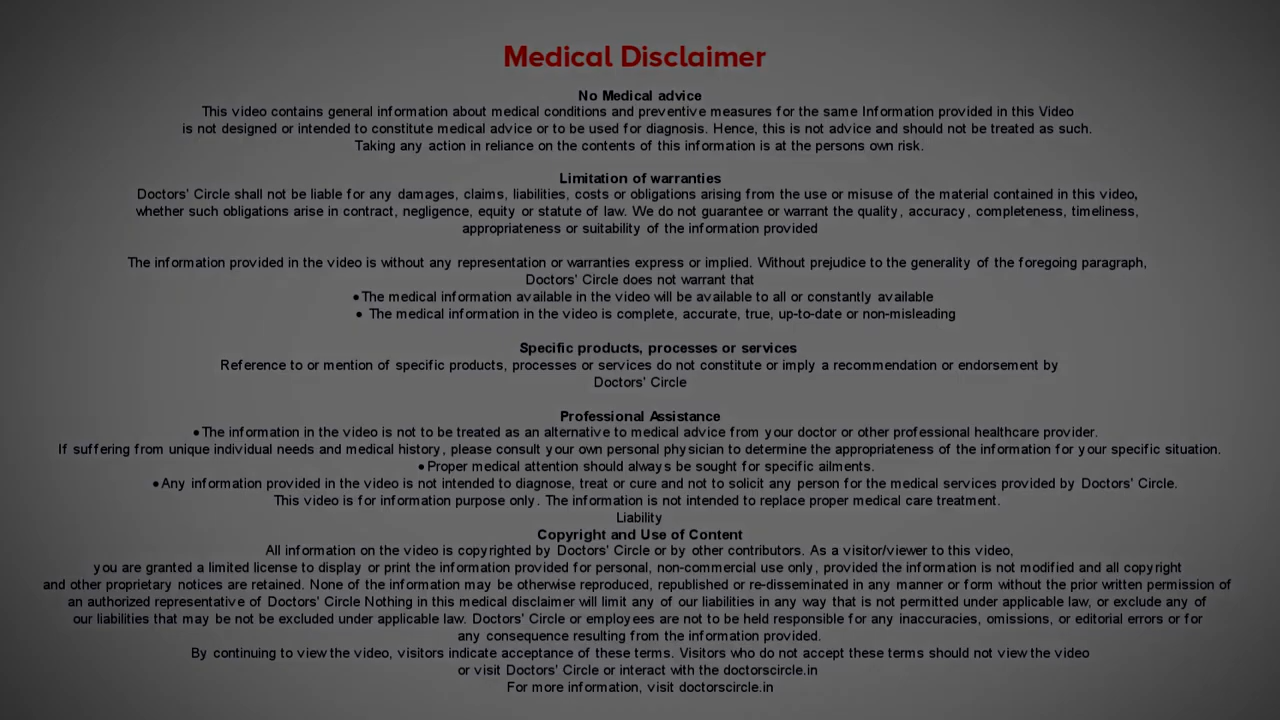 Medical Disclaimer
No Medical advice
This video contains general information about medical conditions and preventive measures for the same Information provided in this Video
is not designed or intended to constitute medical advice or to be used for diagnosis. Hence, this is not advice and should not be treated as such.
Taking any action in reliance on the contents of this information is at the persons own risk.
Limitation of warranties
Doctors' Circle shall not be liable for any damages, claims, liabilities, costs or obligations arising from the use or misuse of the material contained in this video,
whether such obligations arise in contract, negligence, equity or statute of law. We do not guarantee or warrant the quality, accuracy, completeness, timeliness,
appropriateness or suitability of the information provided
The information provided in the video is without any representation or warranties express or implied. Without prejudice to the generality of the foregoing paragraph,
Doctors' Circle does not warrant that
•The medical information available in the video will be available to all or constantly available
• The medical information in the video is complete, accurate, true, up-to-date or non-misleading
Specific products, processes or services
Reference to or mention of specific products, processes or services do not constitute or imply a recommendation or endorsement by
Doctors' Circle
Professional Assistance
•The information in the video is not to be treated as an alternative to medical advice from your doctor or other professional healthcare provider.
If suffering from unique individual needs and medical history, please consult your own personal physician to determine the appropriateness of the information for your specific situation.
•Proper medical attention should always be sought for specific ailments.
•Any information provided in the video is not intended to diagnose, treat or cure and not to solicit any person for the medical services provided by Doctors' Circle.
This video is for information purpose only. The information is not intended to replace proper medical care treatment.
Liability
Copyright and Use of Content
All information on the video is copyrighted by Doctors' Circle or by other contributors. As a visitor/viewer to this video,
you are granted a limited license to display or print the information provided for personal, non-commercial use only, provided the information is not modified and all copyright
and other proprietary notices are retained. None of the information may be otherwise reproduced, republished or re-disseminated in any manner or form without the prior written permission of
an authorized representative of Doctors' Circle Nothing in this medical disclaimer will limit any of our liabilities in any way that is not permitted under applicable law, or exclude any of
our liabilities that may be not be excluded under applicable law. Doctors' Circle or employees are not to be held responsible for any inaccuracies, omissions, or editorial errors or for
any consequence resulting from the information provided.
By continuing to view the video, visitors indicate acceptance of these terms. Visitors who do not accept these terms should not view the video
or visit Doctors' Circle or interact with the doctorscircle.in
For more information, visit doctorscircle.in